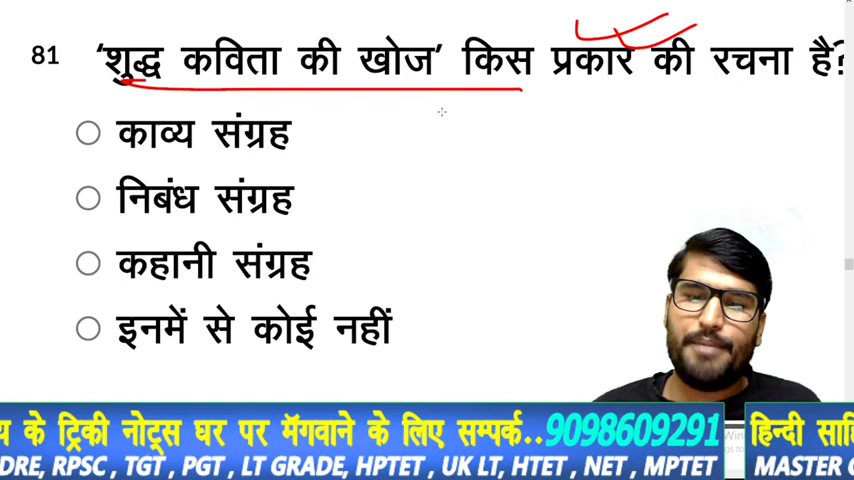 81 'शुद्ध कविता की खोज' किस प्रकार की रचना है?
काव्य संग्रह
निबंध संग्रह
कहानी संग्रह
इनमें से कोई नहीं
य के ट्रिकी नोट्स घर पर मॅगवाने के लिए सम्पर्क..9098609291 हिन्दी साहि
DRE, RPSC , TGT , PGT , LT GRADE, HPTET , UK LT, HTET , NET , MPTET MASTER